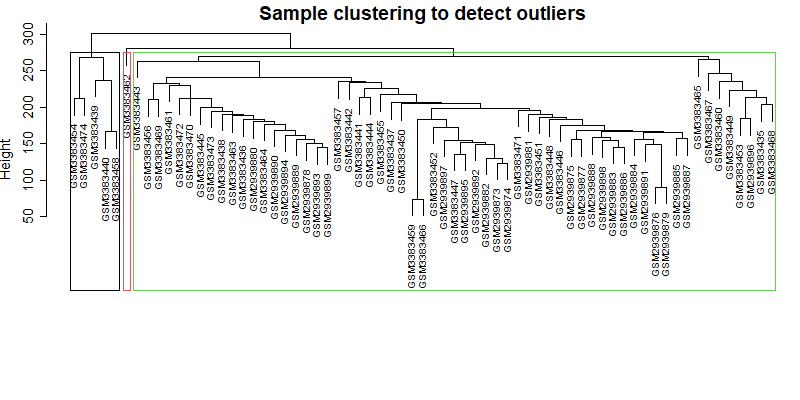 Sample clustering to detect outliers
Height
300
250
200
150
100
50
GSM3383454
GSM3383474
GSM3383439
GSM3383440
GSM3383458
GSM3383462
GSM3383443
GSM3383456
GSM3383469
GSM3383461
GSM3383472
GSM3383470
GSM3383445
GSM3383473
GSM3383438
GSM3383463
GSM3383436
GSM2939880
GSM3383464
GSM2939890
GSM2939894
GSM2939889
GSM2939878
GSM2939893
GSM2939899
GSM3383457
GSM3383442
GSM3383441
GSM3383444
GSM3383455
GSM3383437
GSM3383450
GSM3383459
GSM3383466
GSM3383452
GSM2939897
GSM3383447
GSM2939895
GSM2939892
GSM2939882
GSM2939873
GSM2939874
GSM3383471
GSM2939881
GSM3383451
GSM3383448
GSM3383446
GSM2939875
GSM2939877
GSM2939888
GSM2939898
GSM2939883
GSM2939886
GSM2939884
GSM2939891
GSM2939876
GSM2939879
GSM2939885
GSM2939887
GSM3383465
GSM3383467
GSM3383460
GSM3383449
GSM3383453
GSM2939896
GSM3383435
GSM3383468